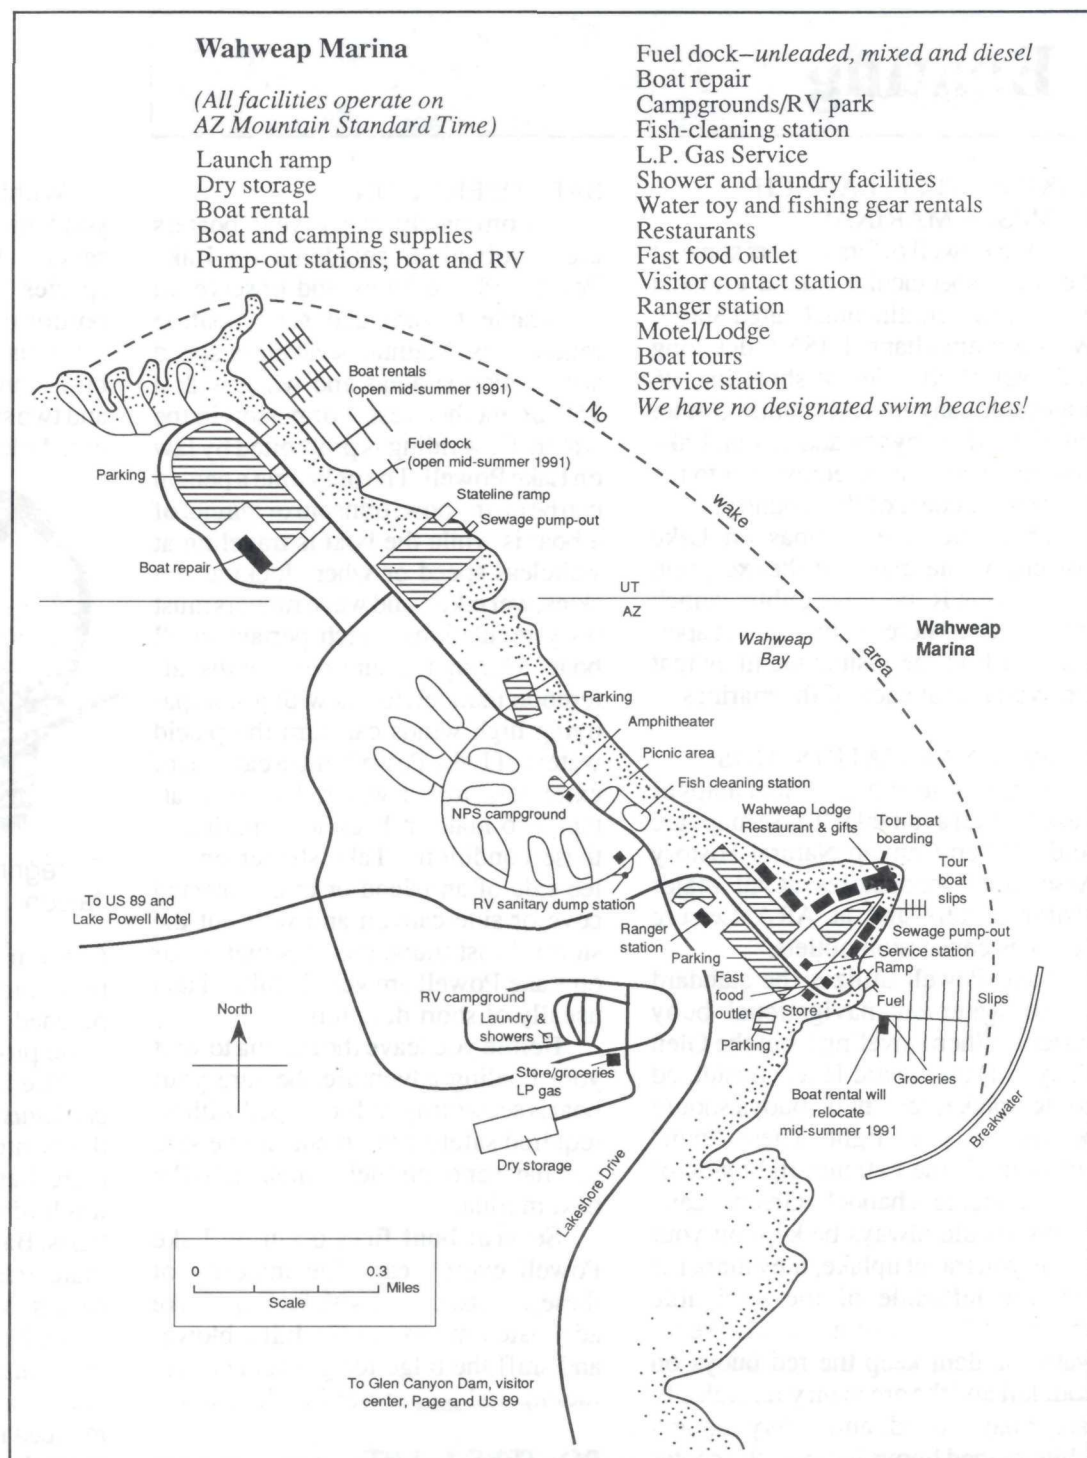 Wahweap Marina
(All facilities operate on
AZ Mountain Standard Time)
Launch ramp
Dry storage
Boat rental
Boat and camping supplies
Pump-out stations; boat and RV
Fuel dock–unleaded, mixed and diesel
Boat repair
Campgrounds/RV park
Fish-cleaning station
L.P. Gas Service
Shower and laundry facilities
Water toy and fishing gear rentals
Restaurants
Fast food outlet
Visitor contact station
Ranger station
Motel/Lodge
Boat tours
Service station
We have no designated swim beaches!
Boat rentals
(open mid-summer 1991)
No
wake
area
Fuel dock
(open mid-summer 1991)
Parking
Stateline ramp
Sewage pump-out
Boat repair
UT
AZ
Wahweap
Bay
Wahweap
Marina
Parking
Amphitheater
Picnic area
Fish cleaning station
NPS campground
Wahweap Lodge
Restaurant & gifts
Tour boat
boarding
Tour
boat
slips
To US 89 and
Lake Powell Motel
RV sanitary dump station
Ranger
station
Sewage pump-out
Service station
Parking
Ramp
Fast
food
outlet
Store
Fuel
Slips
North
RV campground
Laundry &
showers
Parking
Store/groceries
LP gas
Groceries
Boat rental will
relocate
mid-summer 1991
Breakwater
Dry storage
Lakeshore Drive
0
0.3
Miles
Scale
To Glen Canyon Dam, visitor
center, Page and US 89